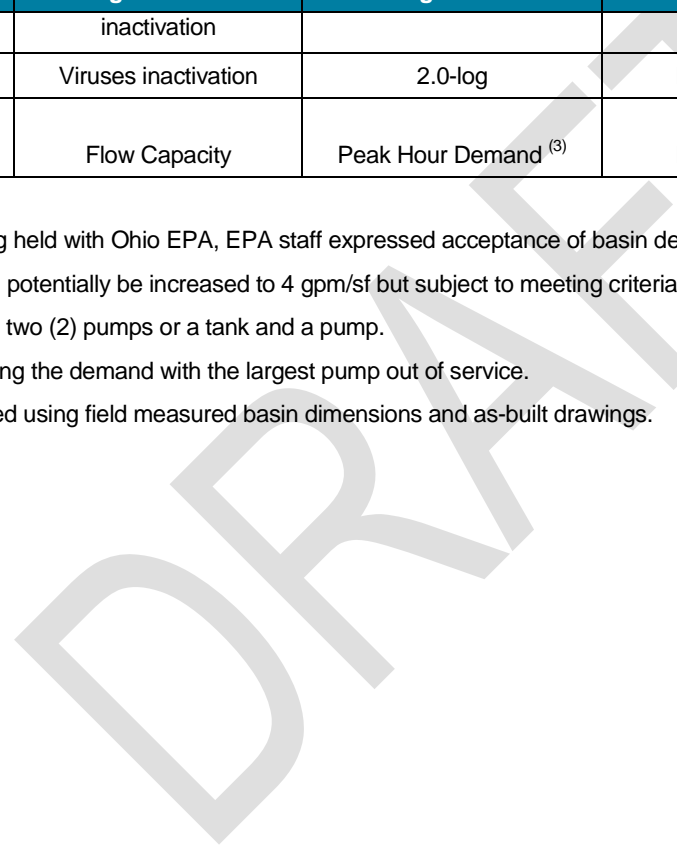 inactivation
Viruses inactivation 2.0-log
Flow Capacity Peak Hour Demand (3)
g held with Ohio EPA, EPA staff expressed acceptance of basin de
potentially be increased to 4 gpm/sf but subject to meeting criteria
two (2) pumps or a tank and a pump.
ng the demand with the largest pump out of service.
ed using field measured basin dimensions and as-built drawings.
DRAFT